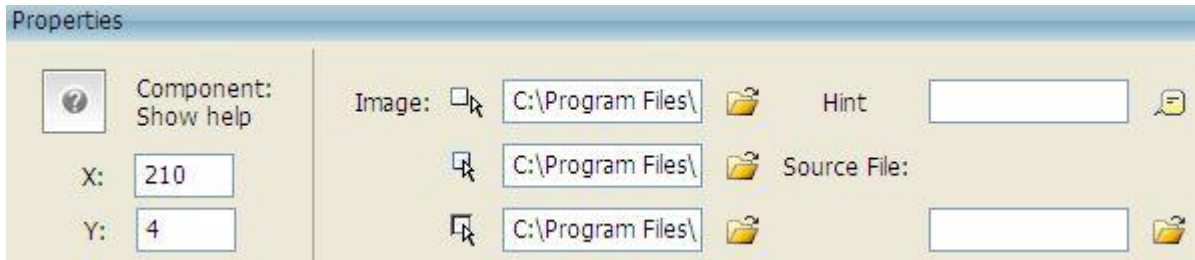 Properties
Component:
Show help
Image: C:\Program Files\ Hint
X: 210 C:\Program Files\ Source File:
Y: 4 C:\Program Files\